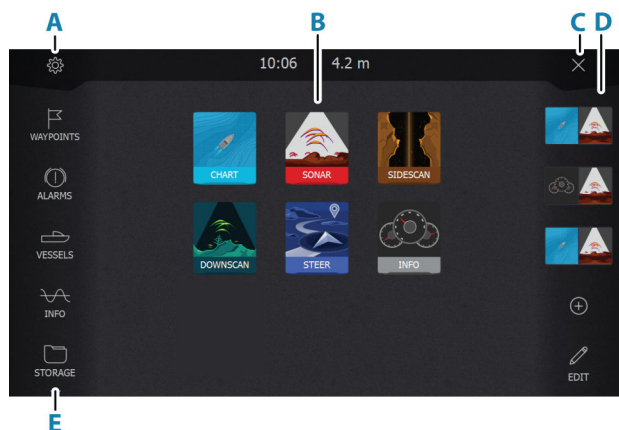 A B C D
10:06 4.2 m
WAYPOINTS
ALARMS
VESSELS
INFO
STORAGE
CHART SONAR SIDESCAN
DOWNSCAN STEER INFO
EDIT
E